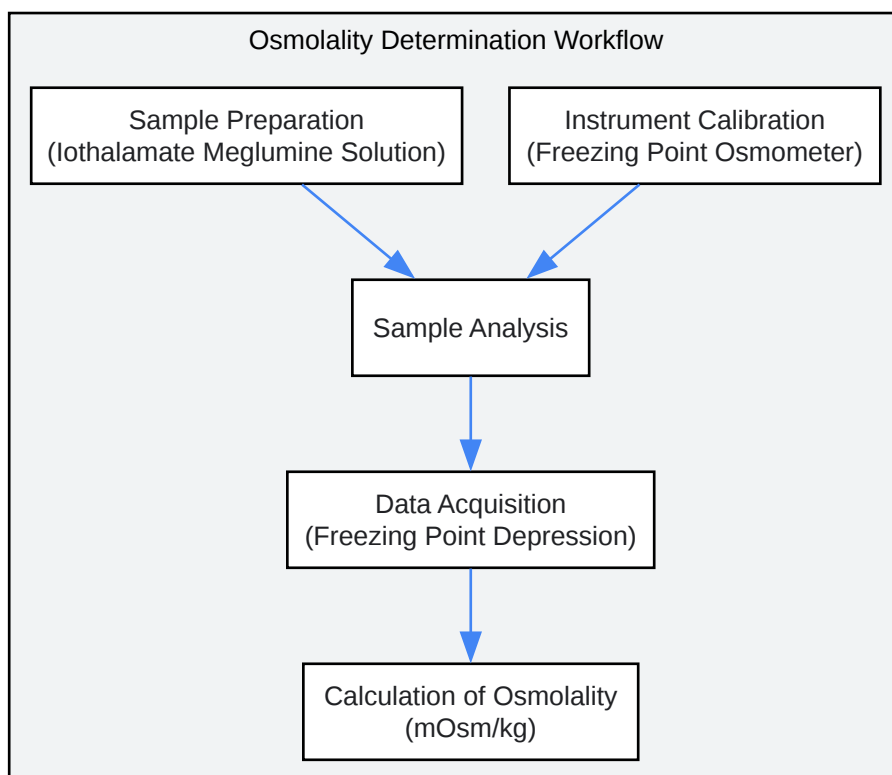 Osmolality Determination Workflow
Sample Preparation
(Iothalamate Meglumine Solution)
Instrument Calibration
(Freezing Point Osmometer)
Sample Analysis
Data Acquisition
(Freezing Point Depression)
Calculation of Osmolality
(mOsm/kg)